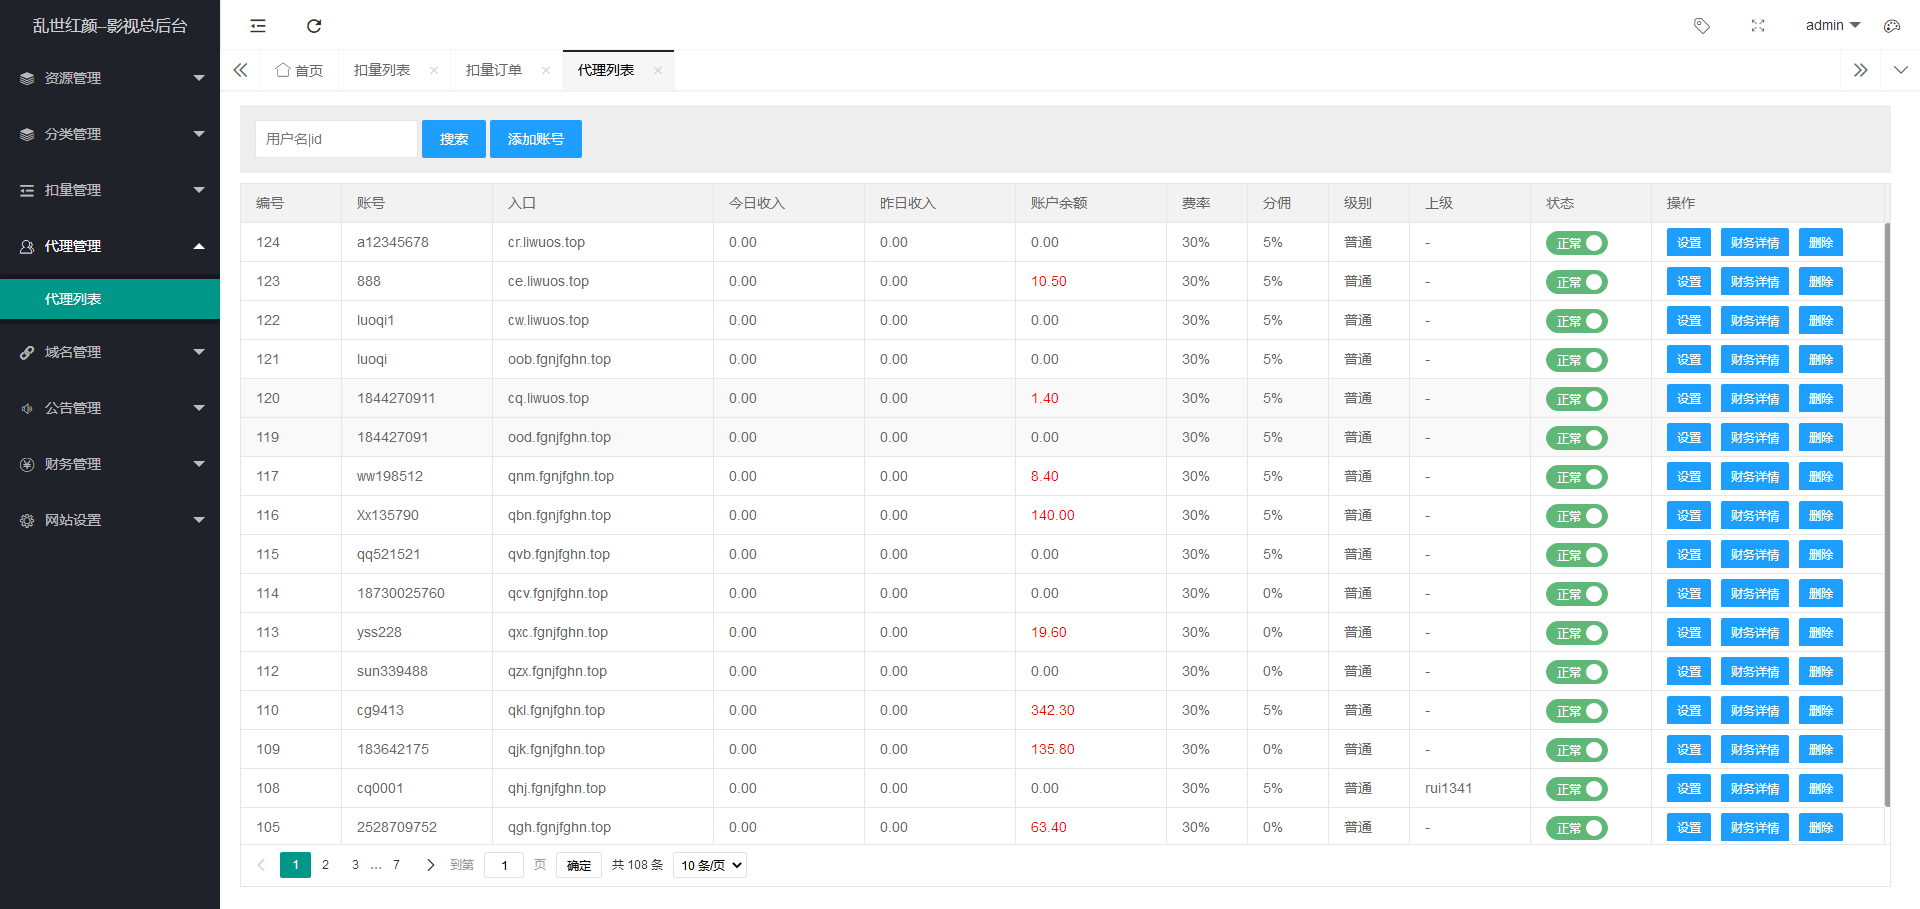 乱世红颜--影视总后台
admin
资源管理
分类管理
扣量管理
代理管理
代理列表
域名管理
公告管理
财务管理
网站设置
首页 扣量列表 扣量订单 代理列表
用户名|id 搜索 添加账号
编号 账号 入口 今日收入 昨日收入 账户余额 费率 分佣 级别 上级 状态 操作
124 a12345678 cr.liwuos.top 0.00 0.00 0.00 30% 5% 普通 - 正常 设置 财务详情 删除
123 888 ce.liwuos.top 0.00 0.00 10.50 30% 5% 普通 - 正常 设置 财务详情 删除
122 luoqi1 cw.liwuos.top 0.00 0.00 0.00 30% 5% 普通 - 正常 设置 财务详情 删除
121 luoqi oob.fgnjfghn.top 0.00 0.00 0.00 30% 5% 普通 - 正常 设置 财务详情 删除
120 1844270911 cq.liwuos.top 0.00 0.00 1.40 30% 5% 普通 - 正常 设置 财务详情 删除
119 184427091 ood.fgnjfghn.top 0.00 0.00 0.00 30% 5% 普通 - 正常 设置 财务详情 删除
117 ww198512 qnm.fgnjfghn.top 0.00 0.00 8.40 30% 5% 普通 - 正常 设置 财务详情 删除
116 Xx135790 qbn.fgnjfghn.top 0.00 0.00 140.00 30% 5% 普通 - 正常 设置 财务详情 删除
115 qq521521 qvb.fgnjfghn.top 0.00 0.00 0.00 30% 5% 普通 - 正常 设置 财务详情 删除
114 18730025760 qcv.fgnjfghn.top 0.00 0.00 0.00 30% 0% 普通 - 正常 设置 财务详情 删除
113 yss228 qxc.fgnjfghn.top 0.00 0.00 19.60 30% 0% 普通 - 正常 设置 财务详情 删除
112 sun339488 qzx.fgnjfghn.top 0.00 0.00 0.00 30% 0% 普通 - 正常 设置 财务详情 删除
110 cg9413 qkl.fgnjfghn.top 0.00 0.00 342.30 30% 5% 普通 - 正常 设置 财务详情 删除
109 183642175 qjk.fgnjfghn.top 0.00 0.00 135.80 30% 0% 普通 - 正常 设置 财务详情 删除
108 cq0001 qhj.fgnjfghn.top 0.00 0.00 0.00 30% 5% 普通 rui1341 正常 设置 财务详情 删除
105 2528709752 qgh.fgnjfghn.top 0.00 0.00 63.40 30% 0% 普通 - 正常 设置 财务详情 删除
1 2 3 ... 7 到第 1 页 确定 共 108 条 10 条/页